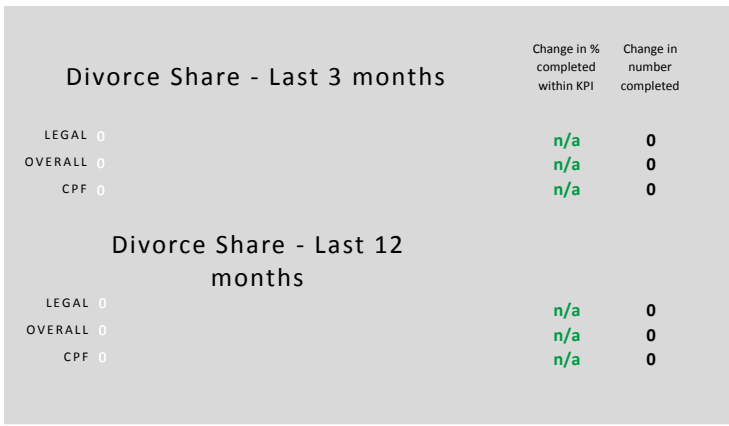 Change in % Change in
completed number
within KPI completed
Divorce Share - Last 3 months
LEGAL 0 n/a 0
OVERALL 0 n/a 0
CPF 0 n/a 0
Divorce Share - Last 12
months
LEGAL 0 n/a 0
OVERALL 0 n/a 0
CPF 0 n/a 0